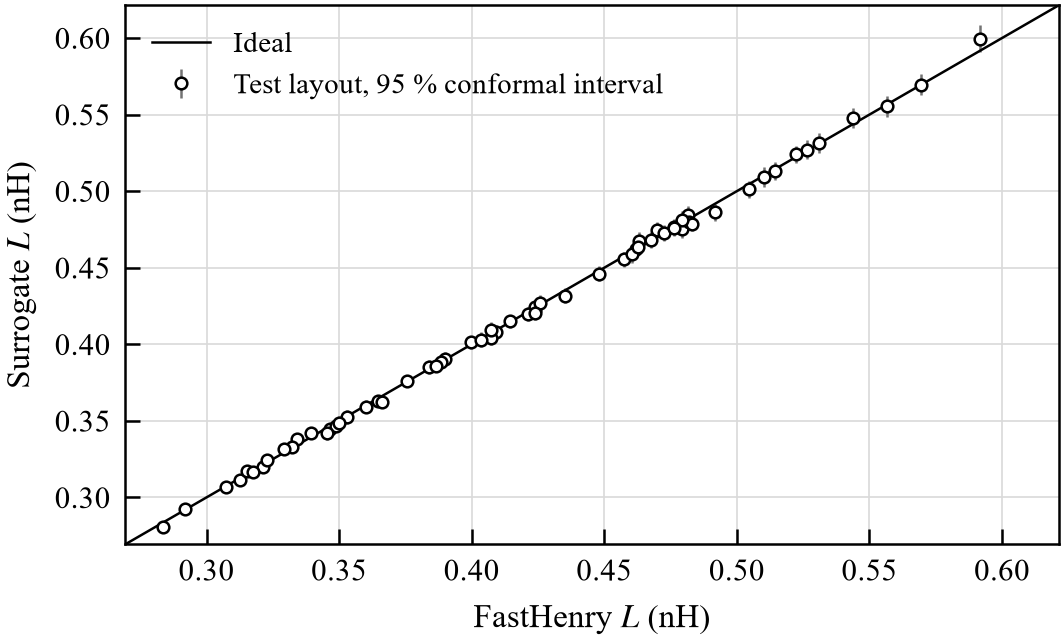 Ideal
Test layout, 95 % conformal interval
Surrogate L (nH)
0.60
0.55
0.50
0.45
0.40
0.35
0.30
0.30 0.35 0.40 0.45 0.50 0.55 0.60
FastHenry L (nH)